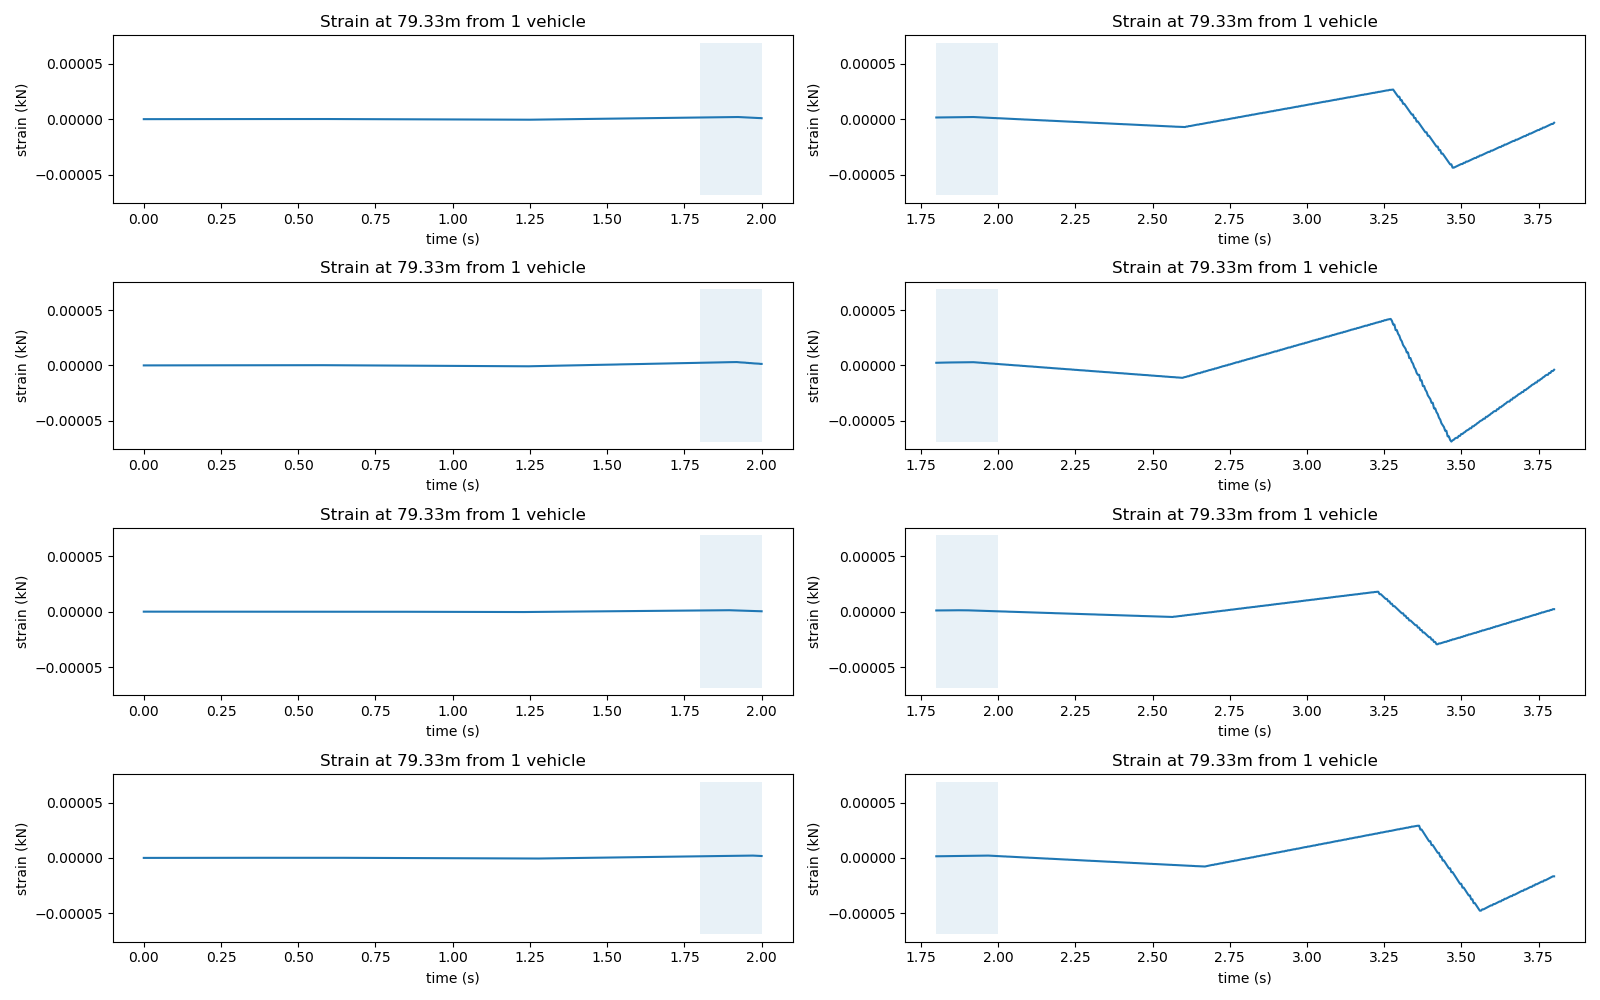 Strain at 79.33m from 1 vehicle
strain (kN)
0.00005
0.00000
−0.00005
0.00 0.25 0.50 0.75 1.00 1.25 1.50 1.75 2.00
time (s)
Strain at 79.33m from 1 vehicle
strain (kN)
0.00005
0.00000
−0.00005
1.75 2.00 2.25 2.50 2.75 3.00 3.25 3.50 3.75
time (s)
Strain at 79.33m from 1 vehicle
strain (kN)
0.00005
0.00000
−0.00005
0.00 0.25 0.50 0.75 1.00 1.25 1.50 1.75 2.00
time (s)
Strain at 79.33m from 1 vehicle
strain (kN)
0.00005
0.00000
−0.00005
1.75 2.00 2.25 2.50 2.75 3.00 3.25 3.50 3.75
time (s)
Strain at 79.33m from 1 vehicle
strain (kN)
0.00005
0.00000
−0.00005
0.00 0.25 0.50 0.75 1.00 1.25 1.50 1.75 2.00
time (s)
Strain at 79.33m from 1 vehicle
strain (kN)
0.00005
0.00000
−0.00005
1.75 2.00 2.25 2.50 2.75 3.00 3.25 3.50 3.75
time (s)
Strain at 79.33m from 1 vehicle
strain (kN)
0.00005
0.00000
−0.00005
0.00 0.25 0.50 0.75 1.00 1.25 1.50 1.75 2.00
time (s)
Strain at 79.33m from 1 vehicle
strain (kN)
0.00005
0.00000
−0.00005
1.75 2.00 2.25 2.50 2.75 3.00 3.25 3.50 3.75
time (s)